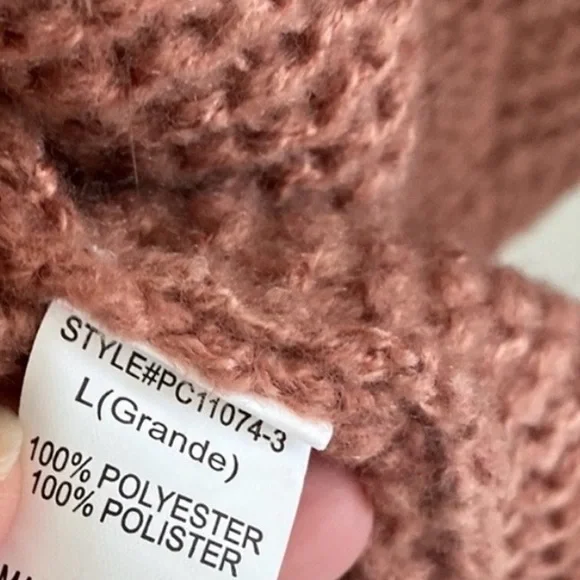 STYLE#PC11074-3
L(Grande)
100% POLYESTER
100% POLISTER